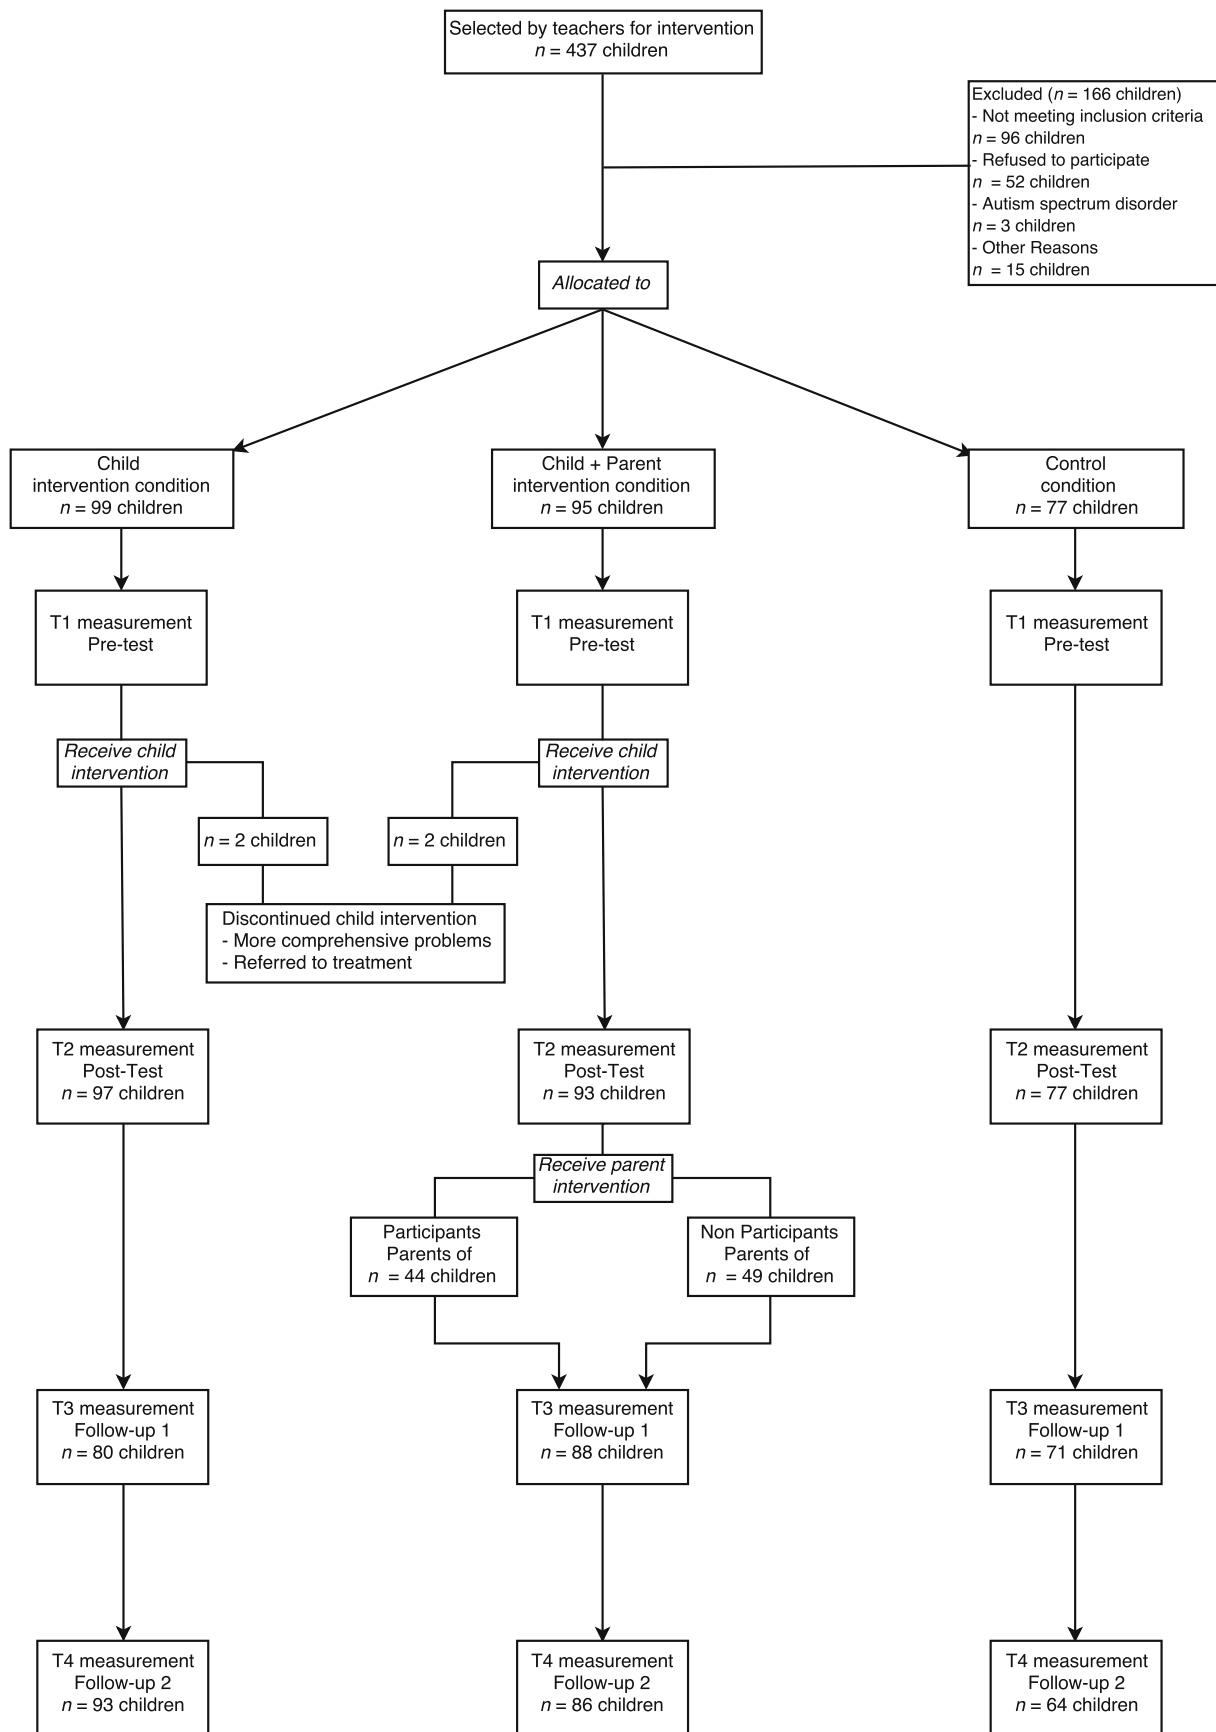 Selected by teachers for intervention
n = 437 children
Excluded (n = 166 children)
- Not meeting inclusion criteria
n = 96 children
- Refused to participate
n = 52 children
- Autism spectrum disorder
n = 3 children
- Other Reasons
n = 15 children
Allocated to
Child
intervention condition
n = 99 children
Child + Parent
intervention condition
n = 95 children
Control
condition
n = 77 children
T1 measurement
Pre-test
T1 measurement
Pre-test
T1 measurement
Pre-test
Receive child
intervention
Receive child
intervention
n = 2 children
n = 2 children
Discontinued child intervention
- More comprehensive problems
- Referred to treatment
T2 measurement
Post-Test
n = 97 children
T2 measurement
Post-Test
n = 93 children
T2 measurement
Post-Test
n = 77 children
Receive parent
intervention
Participants
Parents of
n = 44 children
Non Participants
Parents of
n = 49 children
T3 measurement
Follow-up 1
n = 80 children
T3 measurement
Follow-up 1
n = 88 children
T3 measurement
Follow-up 1
n = 71 children
T4 measurement
Follow-up 2
n = 93 children
T4 measurement
Follow-up 2
n = 86 children
T4 measurement
Follow-up 2
n = 64 children